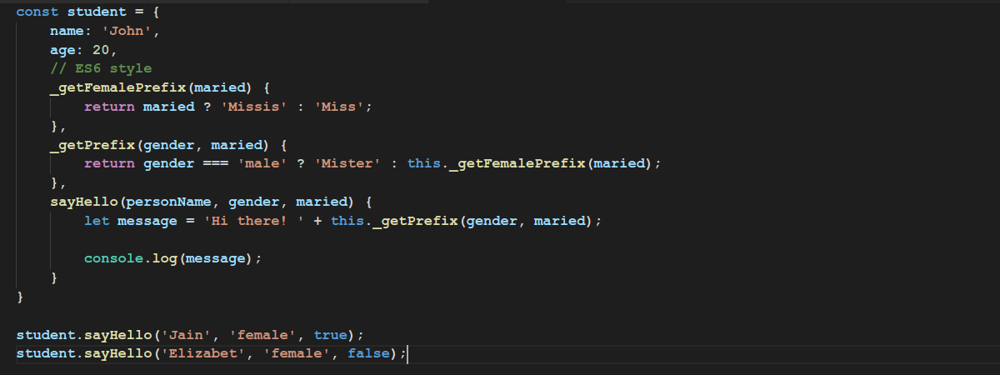 const student = {
    name: 'John',
    age: 20,
    // ES6 style
    _getFemalePrefix(maried) {
        return maried ? 'Missis' : 'Miss';
    },
    _getPrefix(gender, maried) {
        return gender === 'male' ? 'Mister' : this._getFemalePrefix(maried);
    },
    sayHello(personName, gender, maried) {
        let message = 'Hi there! ' + this._getPrefix(gender, maried);

        console.log(message);
    }
}

student.sayHello('Jain', 'female', true);
student.sayHello('Elizabet', 'female', false);